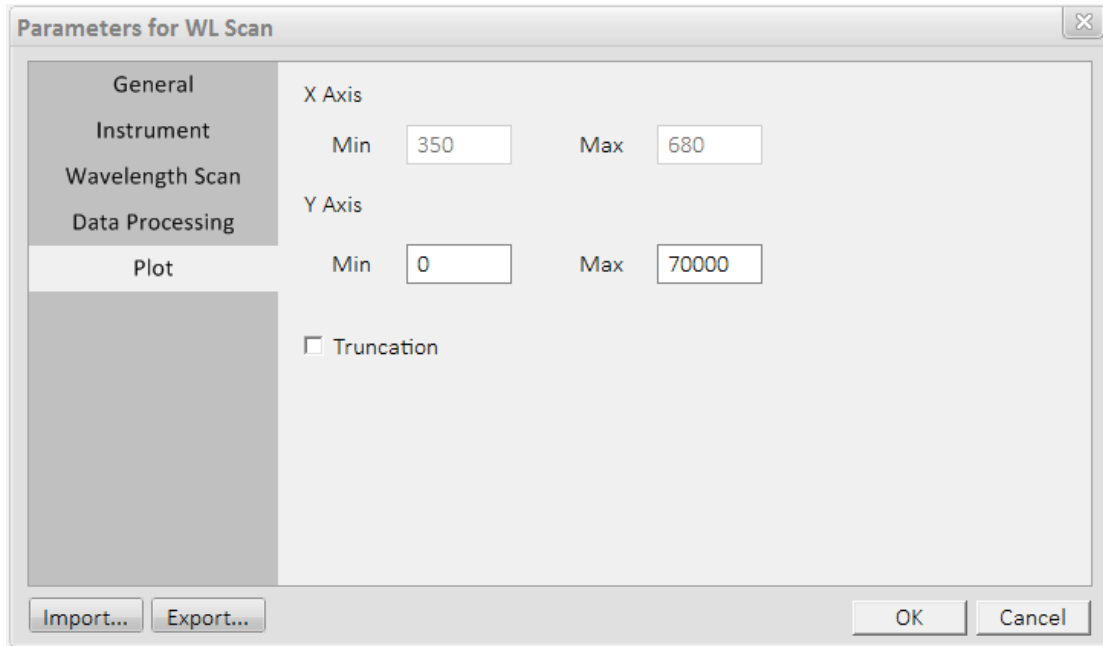 Parameters for WL Scan
General
Instrument
Wavelength Scan
Data Processing
Plot
X Axis
Min 350 Max 680
Y Axis
Min 0 Max 70000
Truncation
Import... Export... OK Cancel